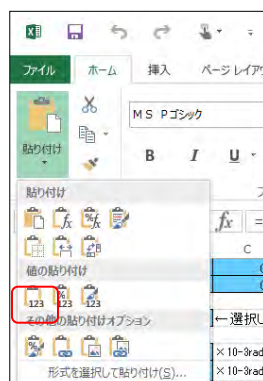 ファイル ホーム 挿入 ページ レイアウ
貼り付け
MS Pゴシック
B I U
貼り付け
fx =
C
値の貼り付け
123 123 123
その他の貼り付けオプション
←選択し
形式を選択して貼り付け(S)...
×10-3rad
×10-3rad